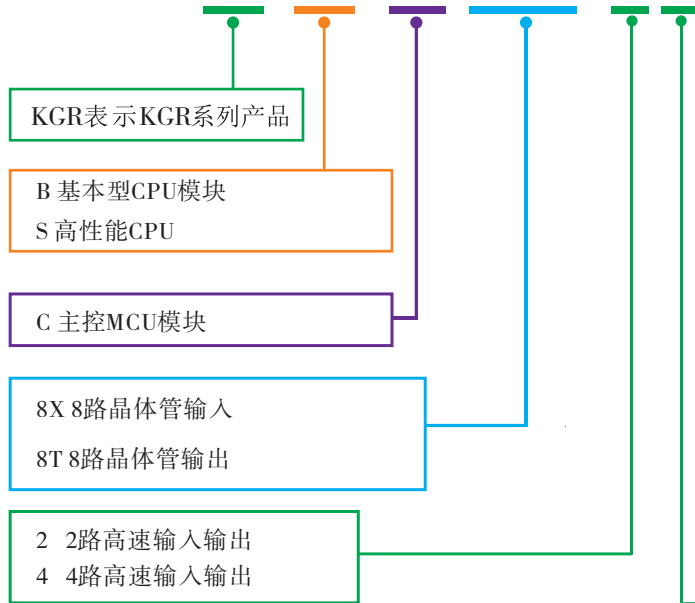 KGR表示KGR系列产品
B 基本型CPU模块
S 高性能CPU
C 主控MCU模块
8X 8路晶体管输入
8T 8路晶体管输出
2 2路高速输入输出
4 4路高速输入输出